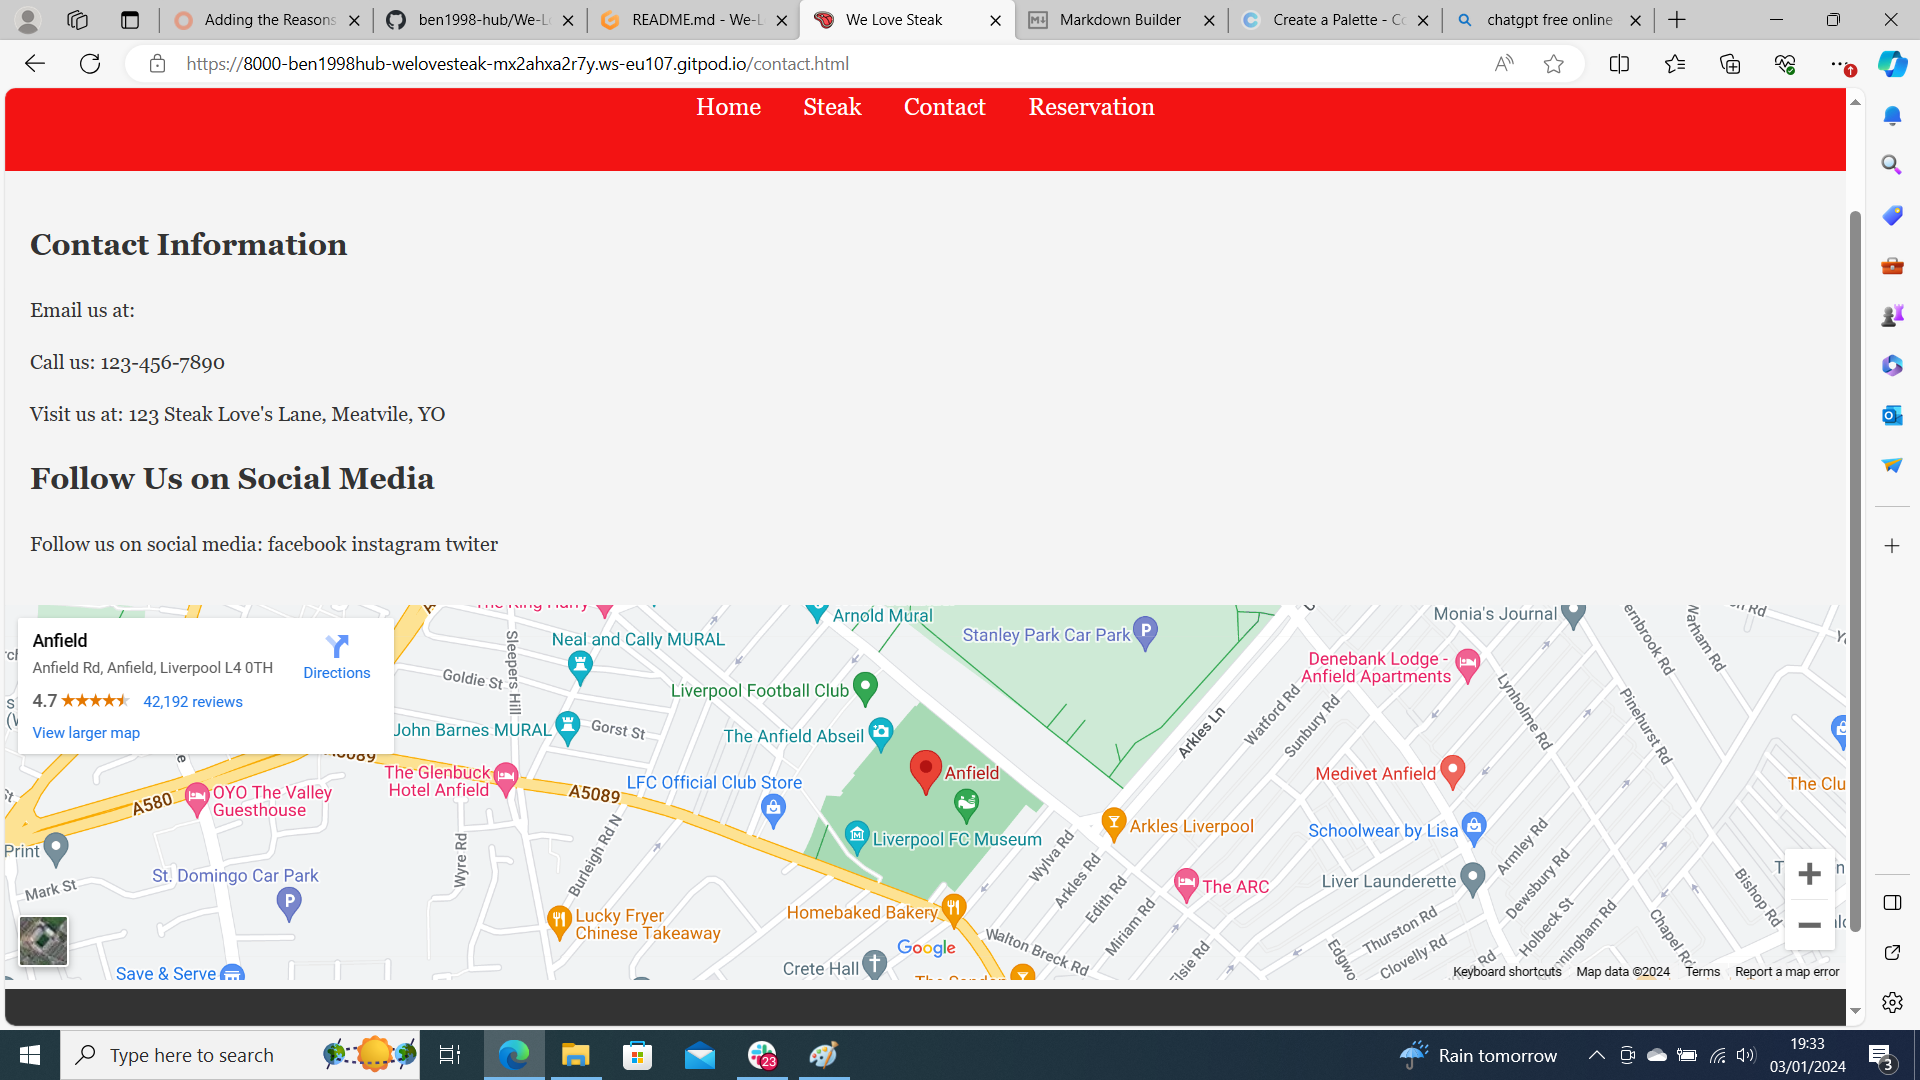 Adding the Reasons
ben1998-hub/We-L
README.md - We-L
We Love Steak
Markdown Builder
Create a Palette - Co
chatgpt free online
https://8000-ben1998hub-welovesteak-mx2ahxa2r7y.ws-eu107.gitpod.io/contact.html
Home Steak Contact Reservation
Contact Information
Email us at:
Call us: 123-456-7890
Visit us at: 123 Steak Love's Lane, Meatvile, YO
Follow Us on Social Media
Follow us on social media: facebook instagram twiter
Anfield
Anfield Rd, Anfield, Liverpool L4 0TH
4.7
42,192 reviews
View larger map
Directions
Neal and Cally MURAL
Arnold Mural
Stanley Park Car Park
Monia's Journal
Warham Rd
Sleepers Hill
Goldie St
Liverpool Football Club
Denebank Lodge -
Anfield Apartments
Lynholme Rd
Pinehurst Rd
John Barnes MURAL
Gorst St
The Anfield Abseil
Arkles Ln
Watford Rd
Sunbury Rd
A5089
The Glenbuck
Hotel Anfield
LFC Official Club Store
Anfield
Medivet Anfield
The Clu
OYO The Valley
Guesthouse
A580
A5089
Liverpool FC Museum
Arkles Liverpool
Schoolwear by Lisa
Print
Wyre Rd
Burleigh Rd N
Wylva Rd
Arkles Rd
Edith Rd
Miriam Rd
Armley Rd
Dewsbury Rd
Mark St
St. Domingo Car Park
The ARC
Liver Launderette
Bishop Rd
Lucky Fryer
Chinese Takeaway
Homebaked Bakery
Google
Walton Breck Rd
Thurston Rd
Holbeck St
Clovelly Rd
Chapel Rd
Save & Serve
Crete Hall
Keyboard shortcuts
Map data ©2024
Terms
Report a map error
Type here to search
23
Rain tomorrow
19:33
03/01/2024
3